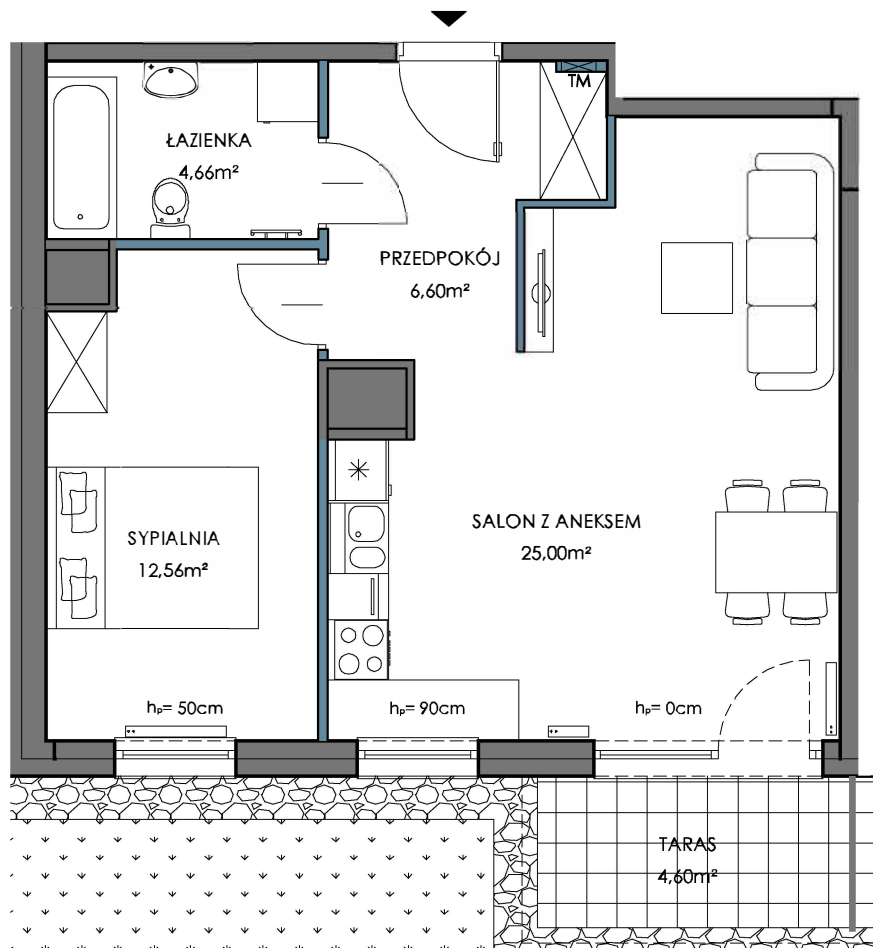 TM
ŁAZIENKA
4,66m²
PRZEDPOKÓJ
6,60m²
SALON Z ANEKSEM
25,00m²
SYPIALNIA
12,56m²
hₚ= 50cm
hₚ= 90cm
hₚ= 0cm
TARAS
4,60m²